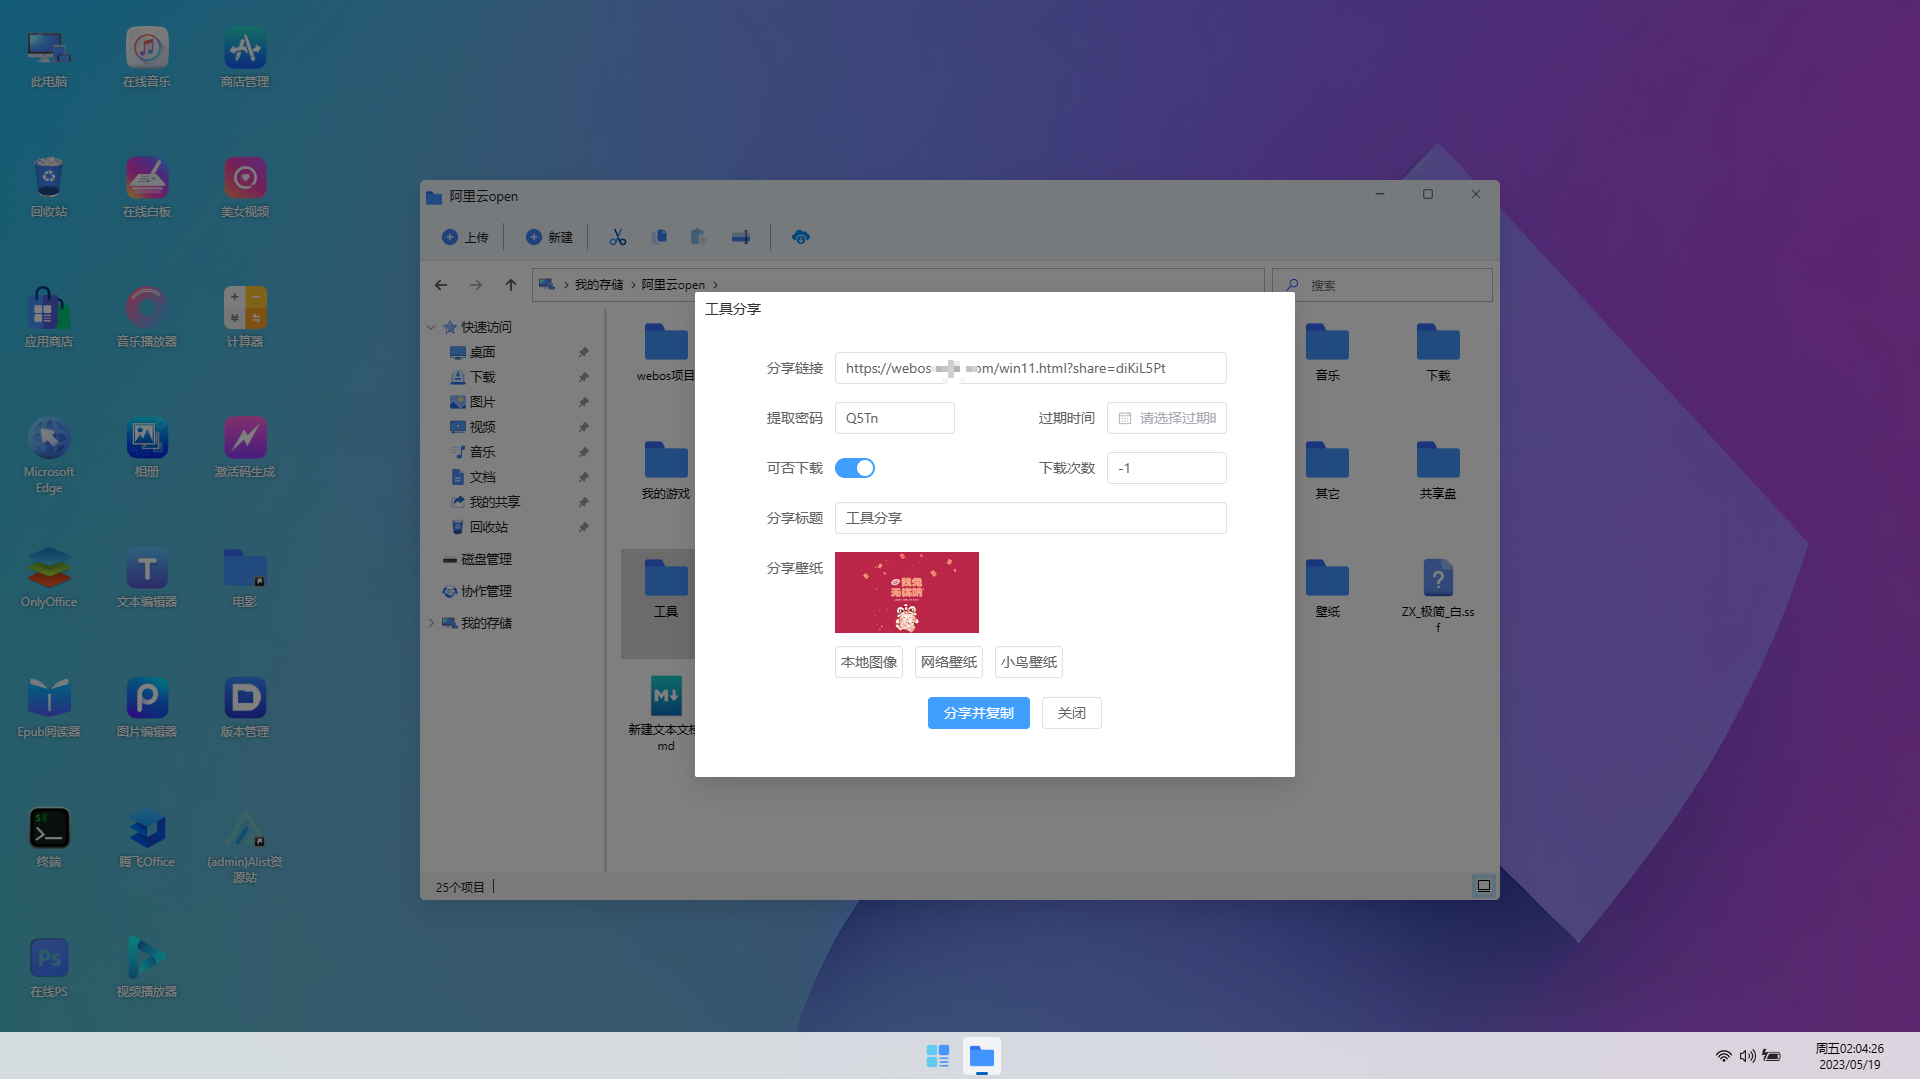 此电脑
在线音乐
商店管理
回收站
在线白板
美女视频
应用商店
音乐播放器
计算器
Microsoft
Edge
相册
激活码生成
OnlyOffice
文本编辑器
电影
Epub阅读器
图片编辑器
版本管理
终端
腾飞Office
(admin)Alist资
源站
在线PS
视频播放器
阿里云open
上传
新建
我的存储
阿里云open
搜索
快速访问
桌面
下载
图片
视频
音乐
文档
我的共享
回收站
磁盘管理
协作管理
我的存储
webos项目
音乐
下载
我的游戏
其它
共享盘
工具
壁纸
ZX_极简_白.ss
f
新建文本文档
md
25个项目
工具分享
分享链接
https://webos
om/win11.html?share=diKiL5Pt
提取密码
Q5Tn
过期时间
请选择过期
可否下载
下载次数
-1
分享标题
工具分享
分享壁纸
钱兔
无忧呐
本地图像
网络壁纸
小鸟壁纸
分享并复制
关闭
周五02:04:26
2023/05/19